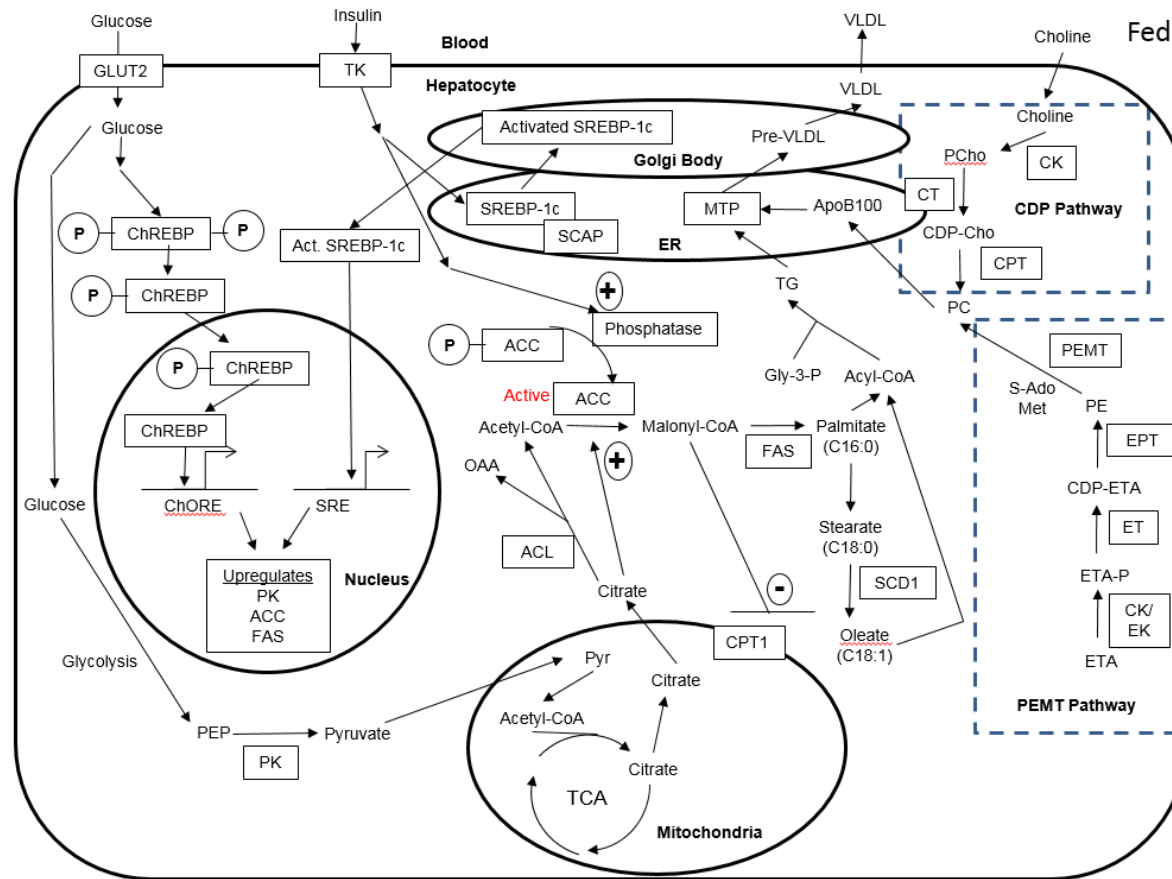 Glucose
Insulin
Blood
VLDL
Choline
Fed
GLUT2
TK
Hepatocyte
VLDL
Glucose
Activated SREBP-1c
Pre-VLDL
Golgi Body
Choline
PCho
CK
CT
CDP Pathway
SREBP-1c
SCAP
MTP
ApoB100
ER
CDP-Cho
CPT
PC
P
ChREBP
P
Act. SREBP-1c
P
ChREBP
TG
+
Phosphatase
P
ACC
P
ChREBP
Gly-3-P
Acyl-CoA
PEMT
S-Ado
Met
PE
Active
ACC
ChREBP
Acetyl-CoA
Malonyl-CoA
FAS
Palmitate
(C16:0)
EPT
OAA
+
Glucose
ChORE
SRE
CDP-ETA
Stearate
(C18:0)
ET
ACL
Upregulates
PK
ACC
FAS
Nucleus
Citrate
-
SCD1
ETA-P
CK/
EK
CPT1
Oleate
(C18:1)
ETA
Glycolysis
Pyr
Citrate
PEMT Pathway
Acetyl-CoA
PEP
Pyruvate
PK
Citrate
TCA
Mitochondria